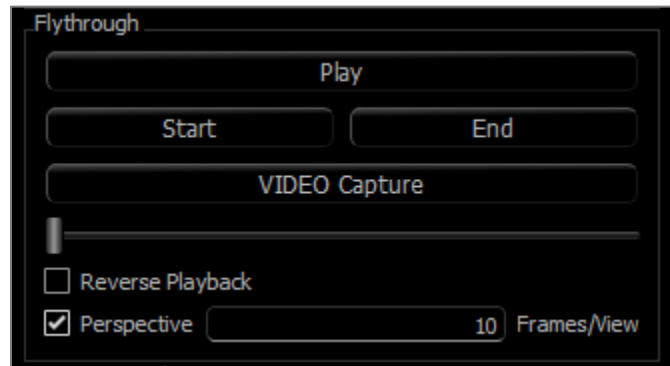 Flythrough
Play
Start End
VIDEO Capture
Reverse Playback
Perspective 10 Frames/View